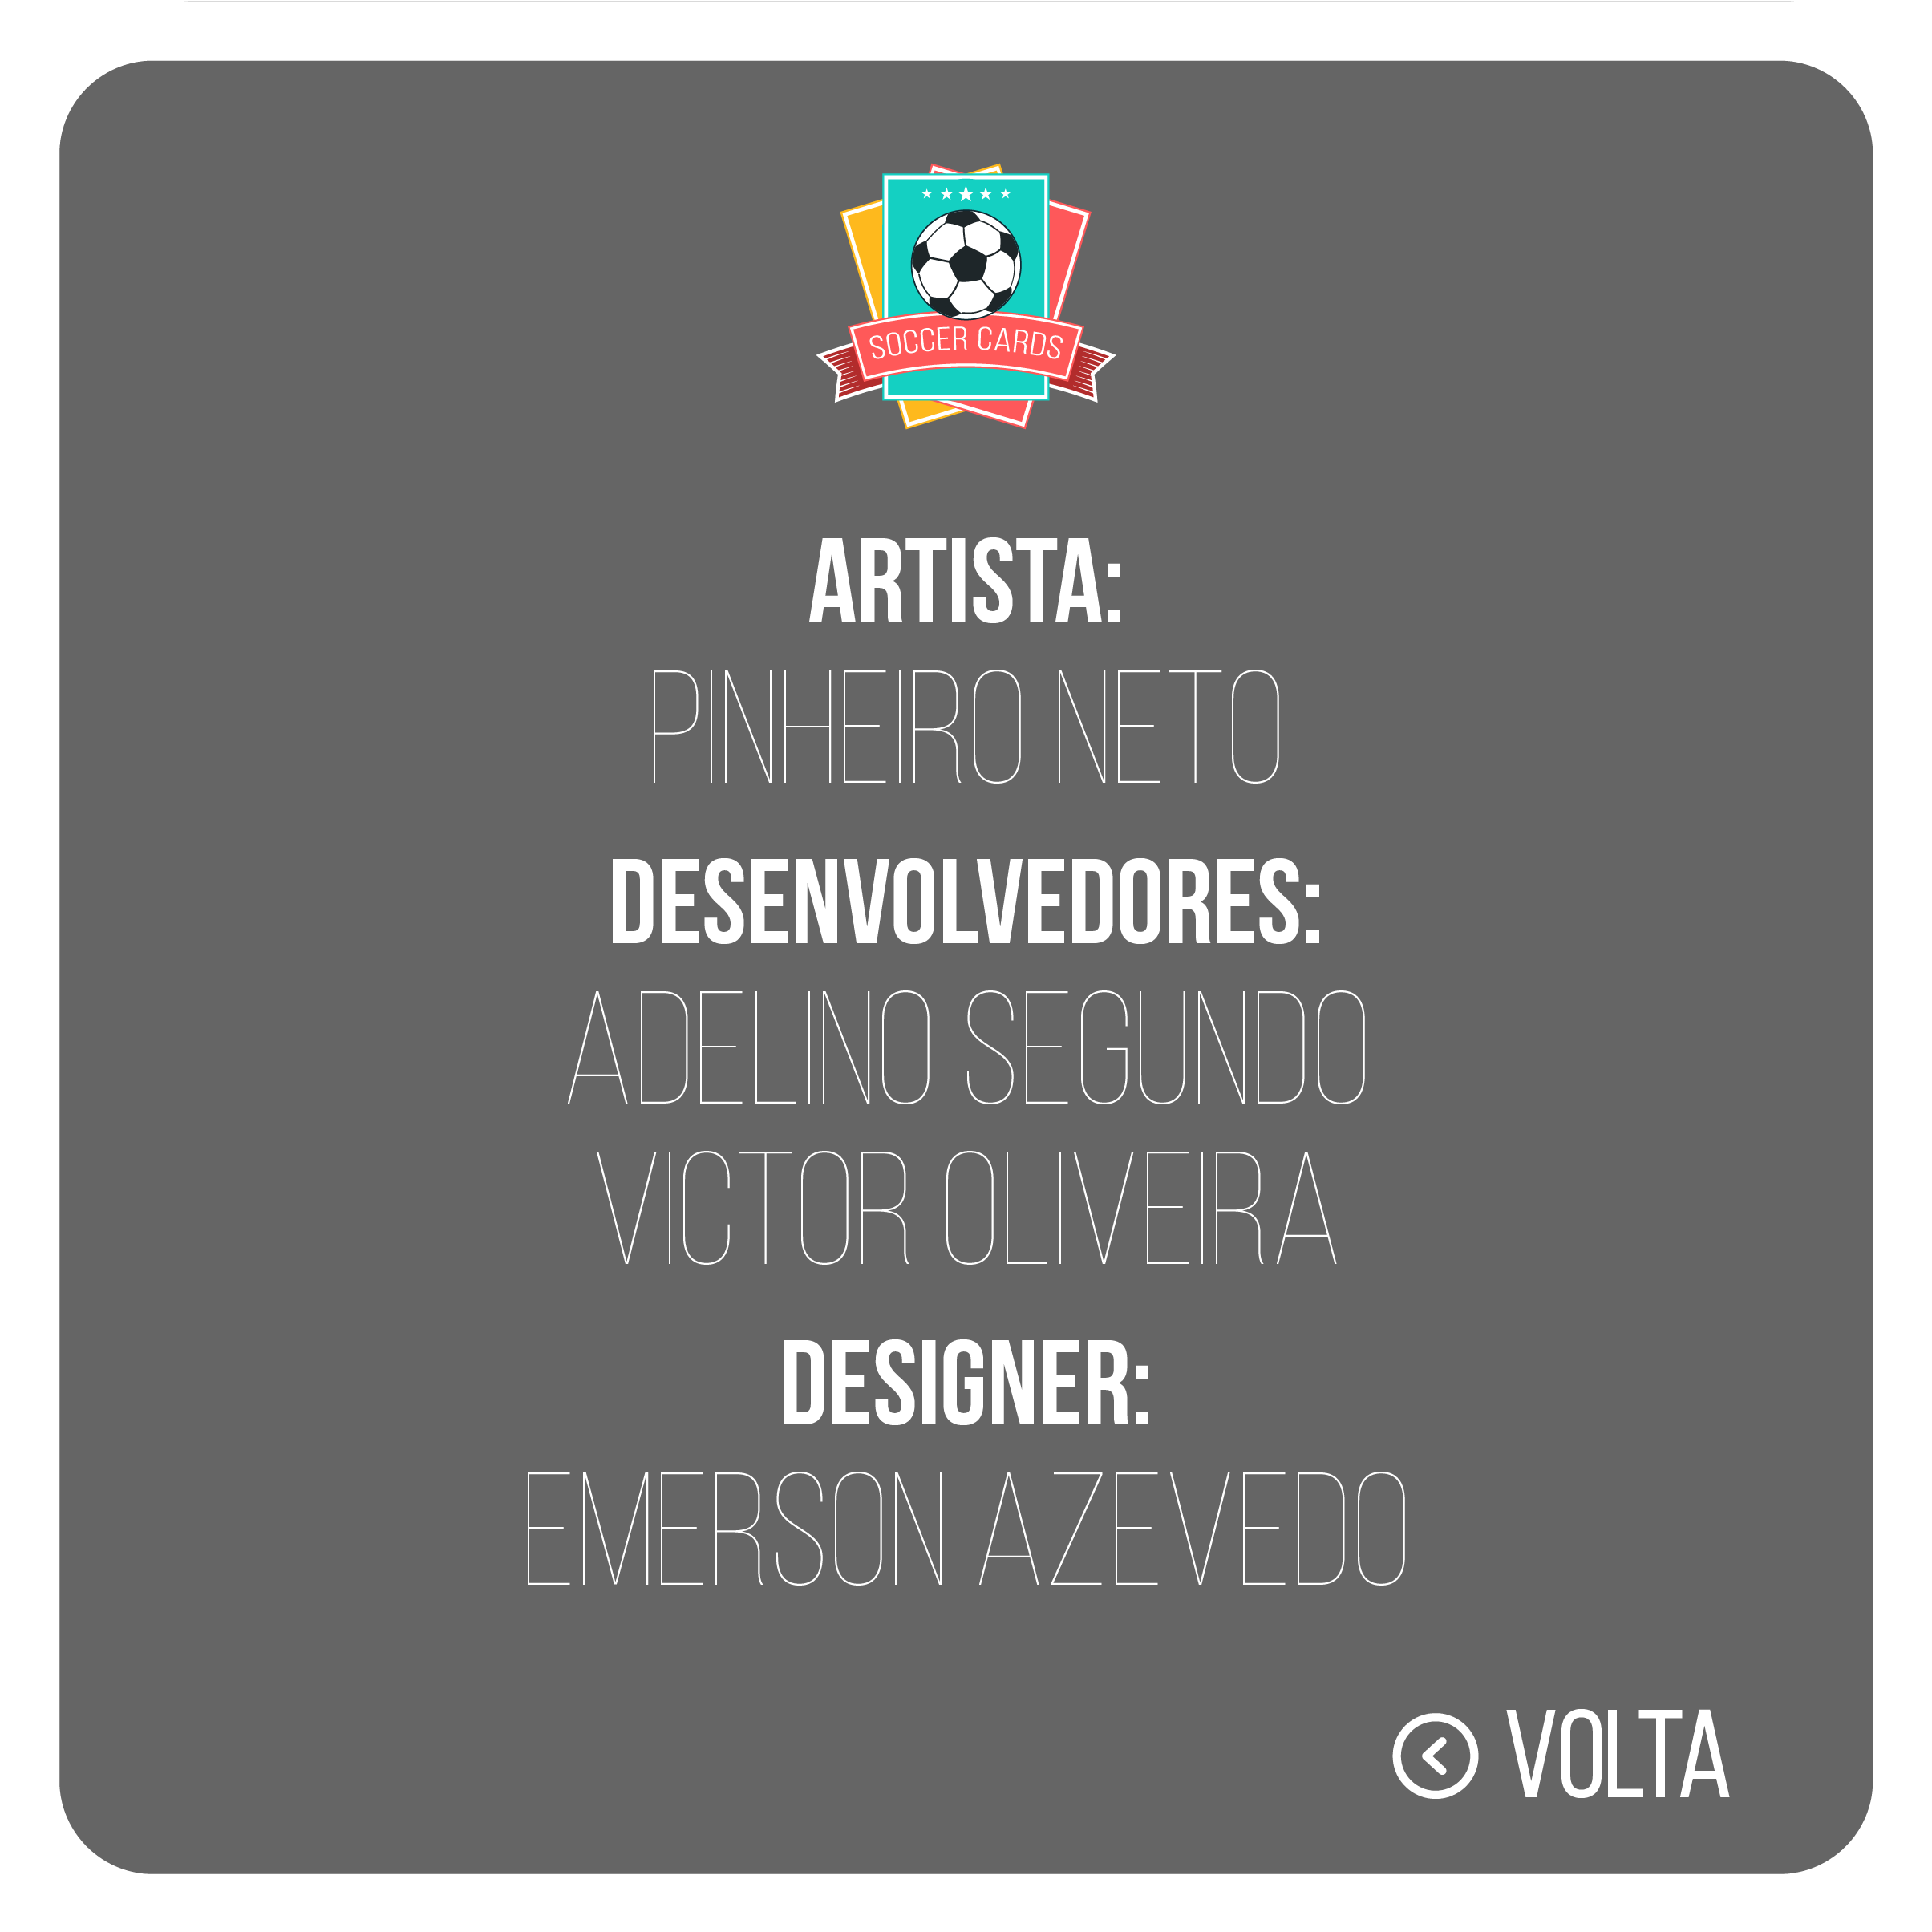 SOCCER CARDS
ARTISTA:
PINHEIRO NETO
DESENVOLVEDORES:
ADELINO SEGUNDO
VICTOR OLIVEIRA
DESIGNER:
EMERSON AZEVEDO
VOLTA